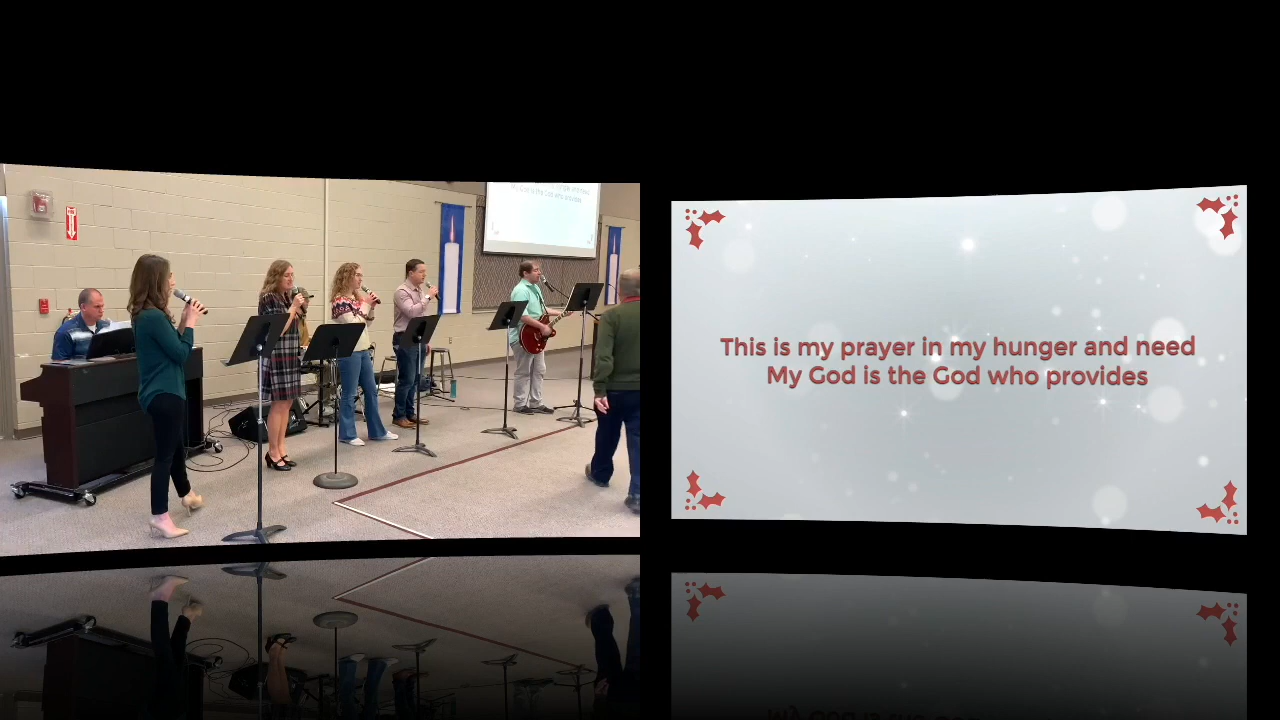 This is my prayer in my hunger and need
My God is the God who provides